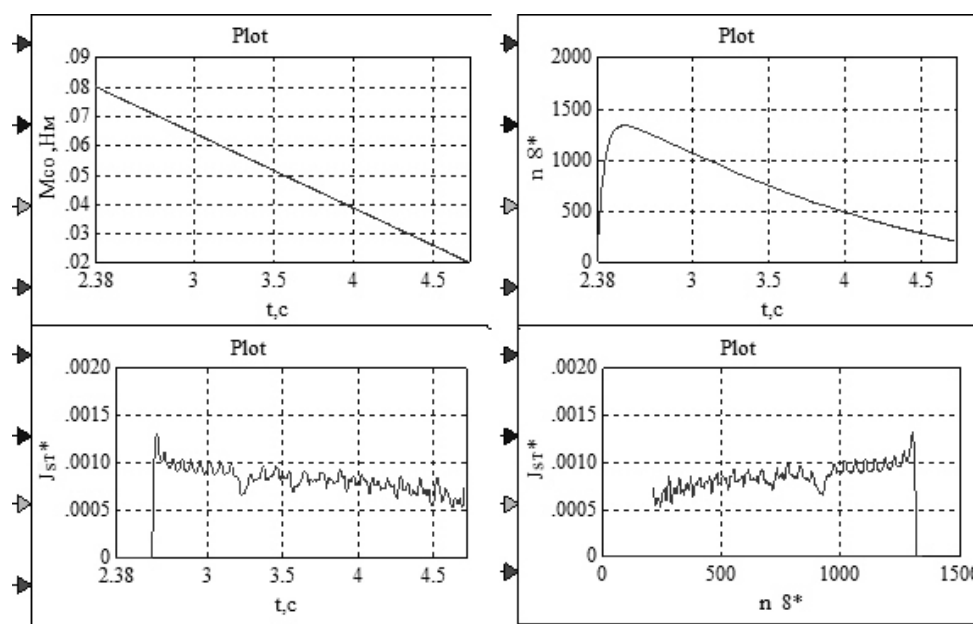 Plot
.09
.08
.07
.06
.05
.04
.03
.02
Mco ,Нм
2.38 3 4 4.5
t,c
Plot
2000
1500
1000
500
0
n 8*
2.38 3 3.5 4 4.5
t,c
Plot
.0020
.0015
.0010
.0005
0
JsT*
2.38 3 3.5 4 4.5
t,c
Plot
.0020
.0015
.0010
.0005
0
JsT*
0 500 1000 1500
n 8*